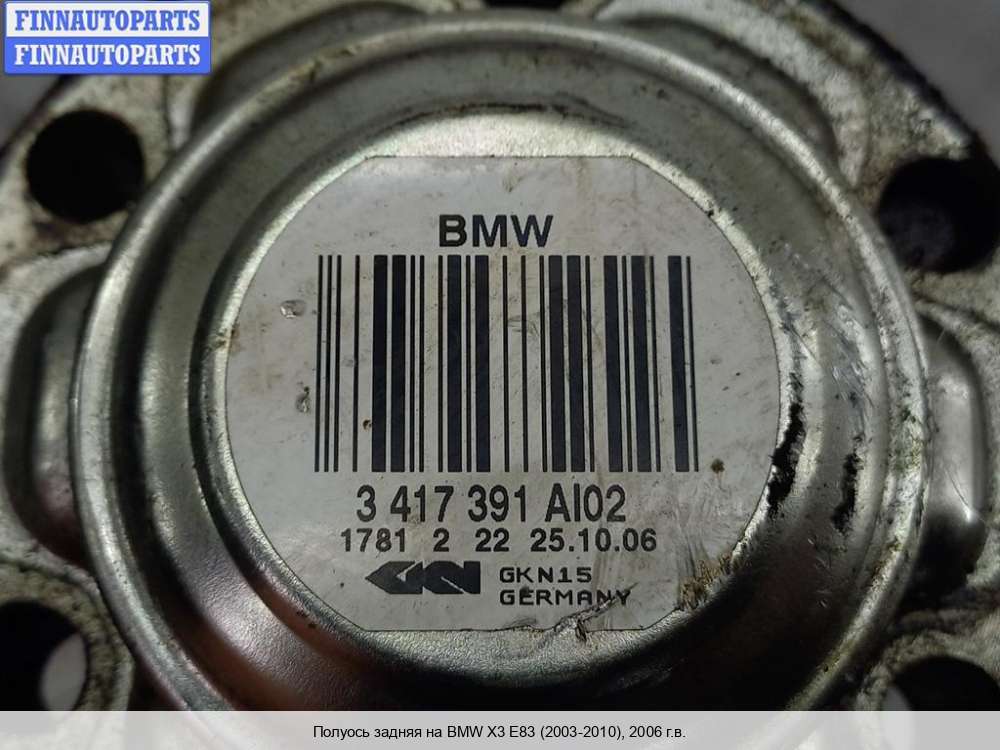 FINNAUTOPARTS
FINNAUTOPARTS
BMW
3 417 391 AI02
1781 2 22 25.10.06
GKN GKN15
GERMANY
Полуось задняя на BMW X3 E83 (2003-2010), 2006 г.в.